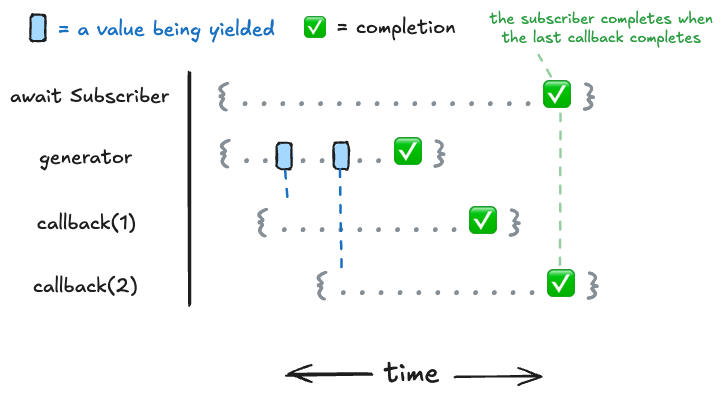 = a value being yielded
= completion
the subscriber completes when
the last callback completes
await Subscriber
generator
callback(1)
callback(2)
time